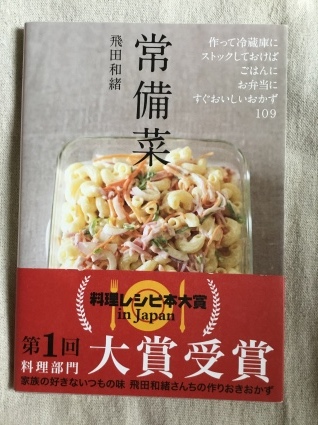 作って冷蔵庫に
ストックしておけば
ごはんに
お弁当に
すぐおいしいおかず
109
常備菜
飛田和緒
料理レシピ本大賞
in Japan
第1回
料理部門
大賞受賞
家族の好きないつもの味 飛田和緒さんちの作りおきおかず